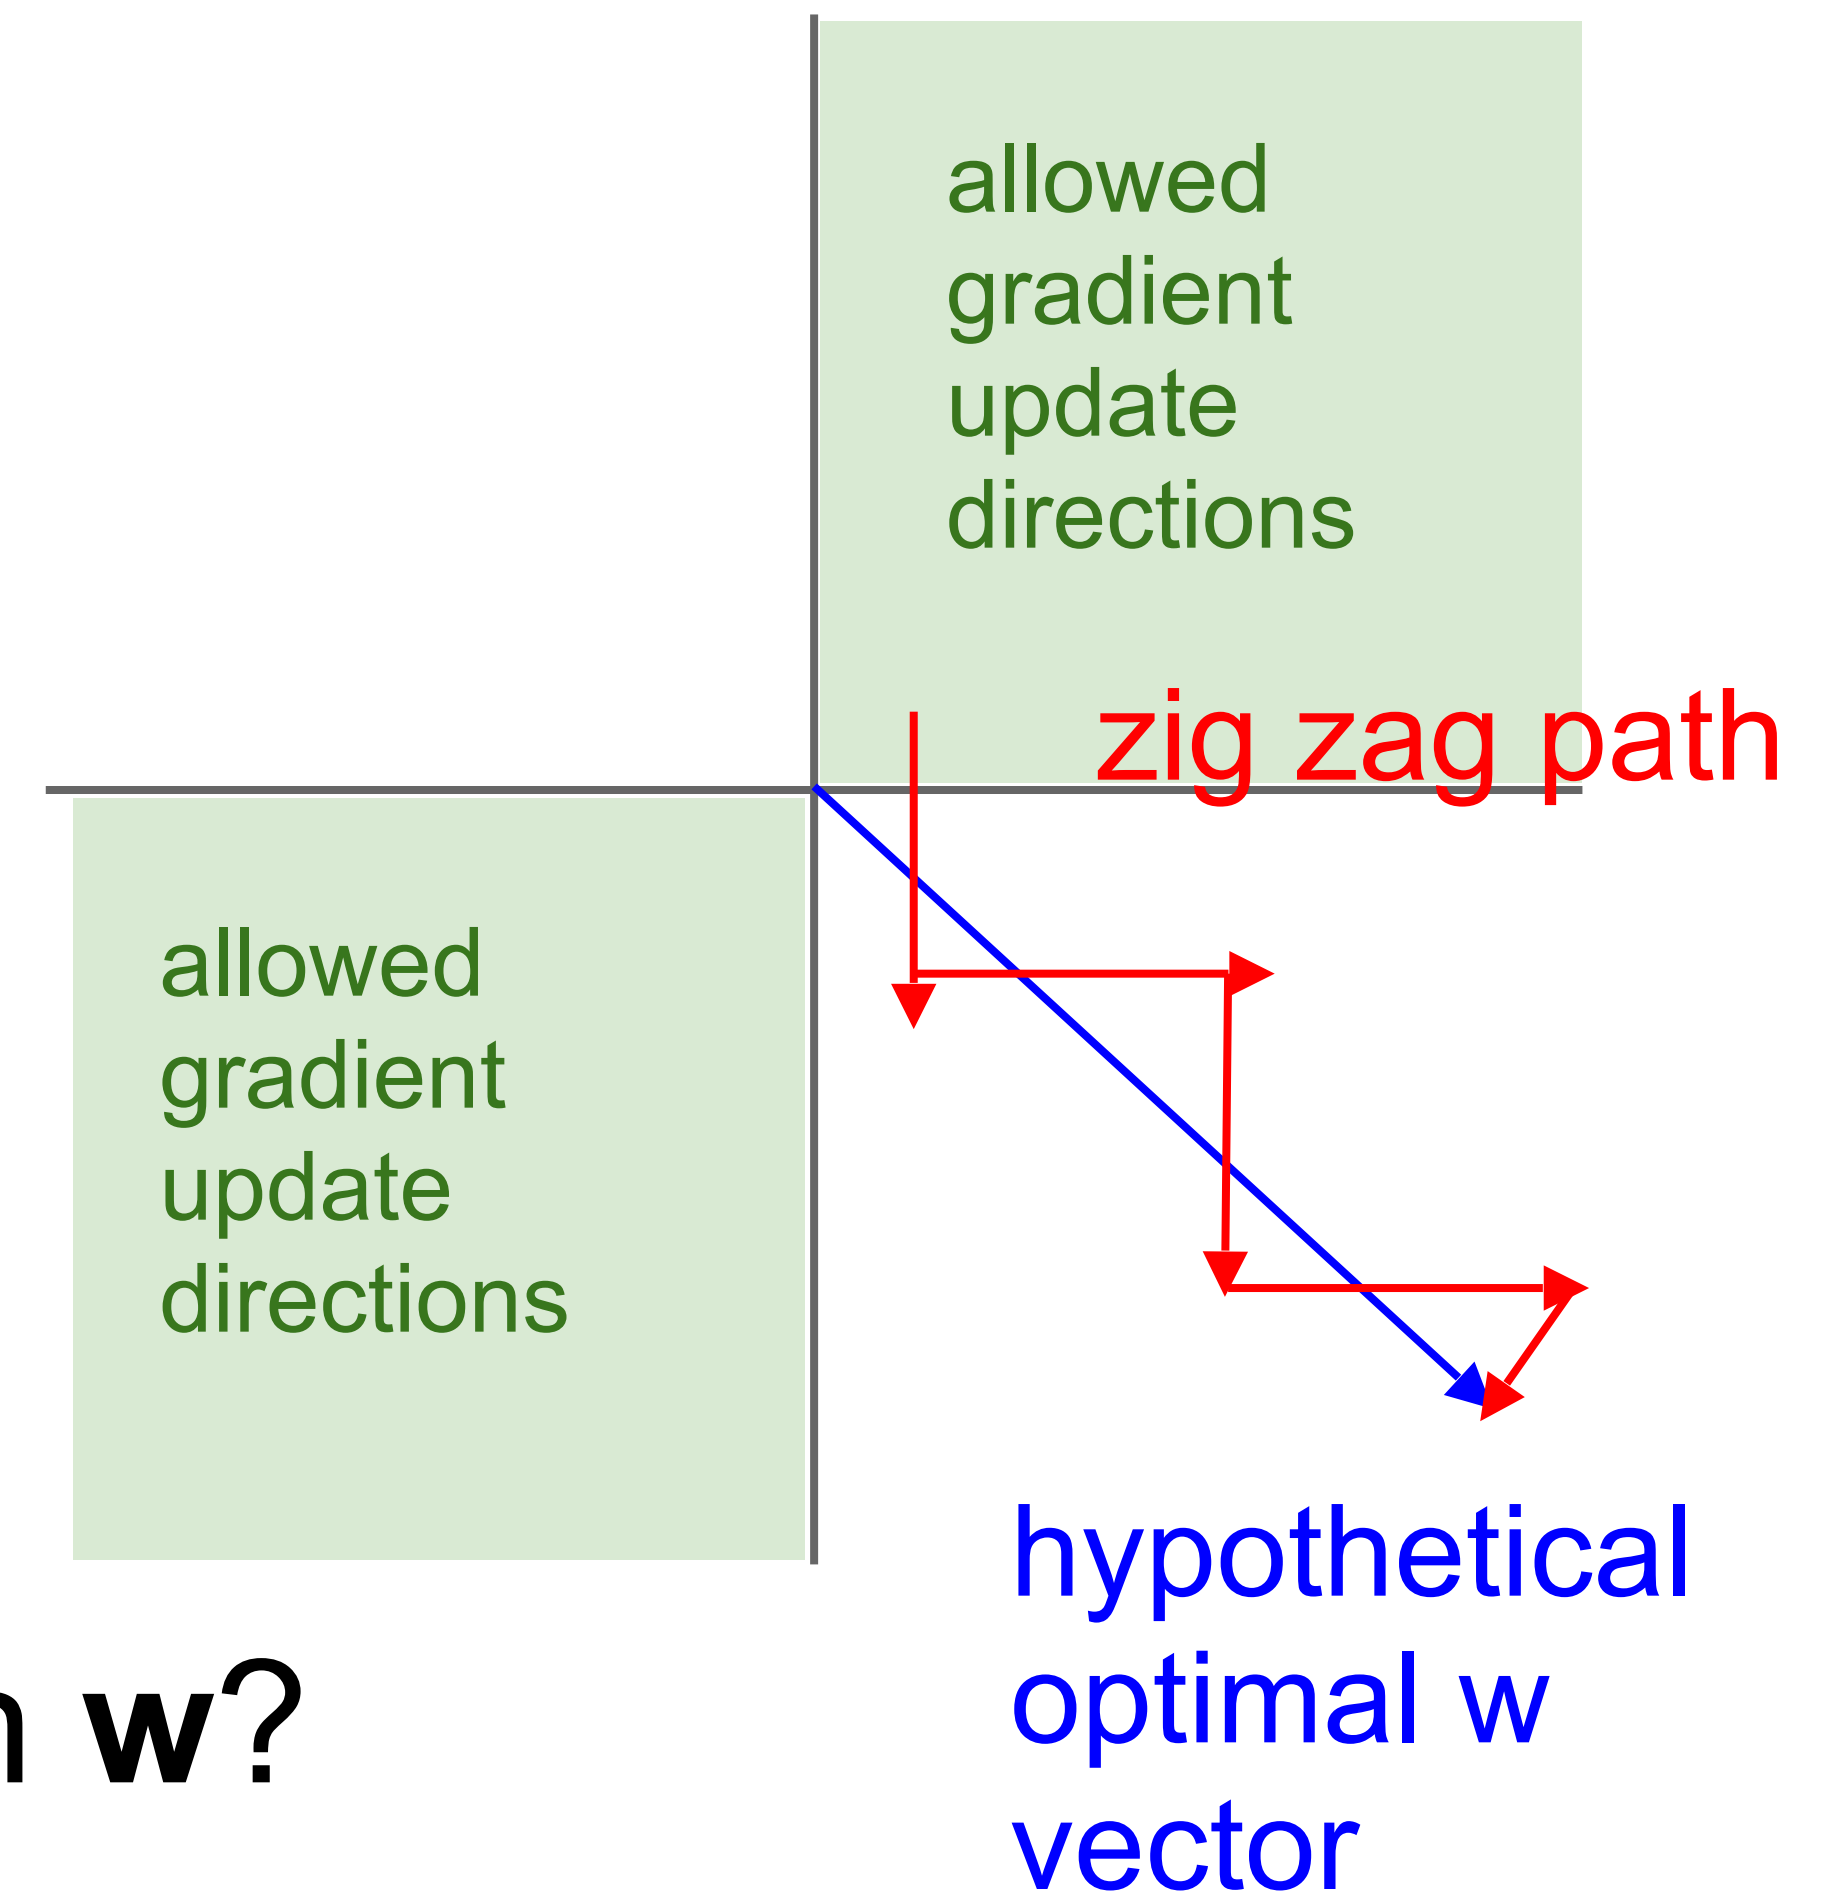 allowed
gradient
update
directions
zig zag path
allowed
gradient
update
directions
hypothetical
optimal w
vector
w?